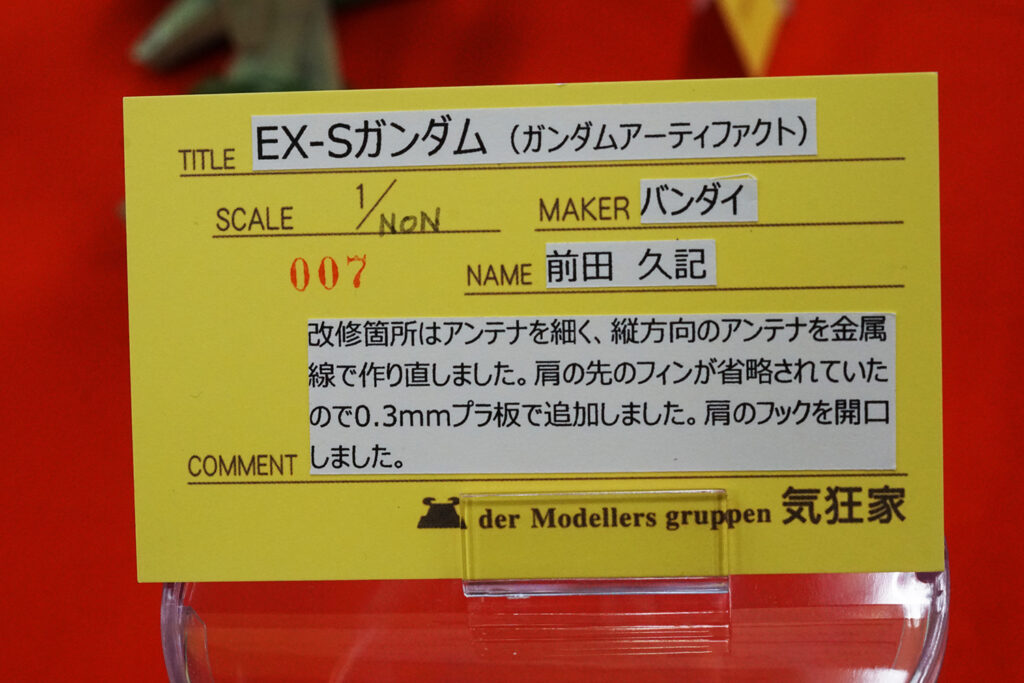 TITLE EX-Sガンダム（ガンダムアーティファクト）
SCALE 1/NON
MAKER バンダイ
007
NAME 前田 久記
改修箇所はアンテナを細く、縦方向のアンテナを金属
線で作り直しました。肩の先のフィンが省略されていた
ので0.3mmプラ板で追加しました。肩のフックを開口
COMMENT しました。
der Modellers gruppen 気狂家